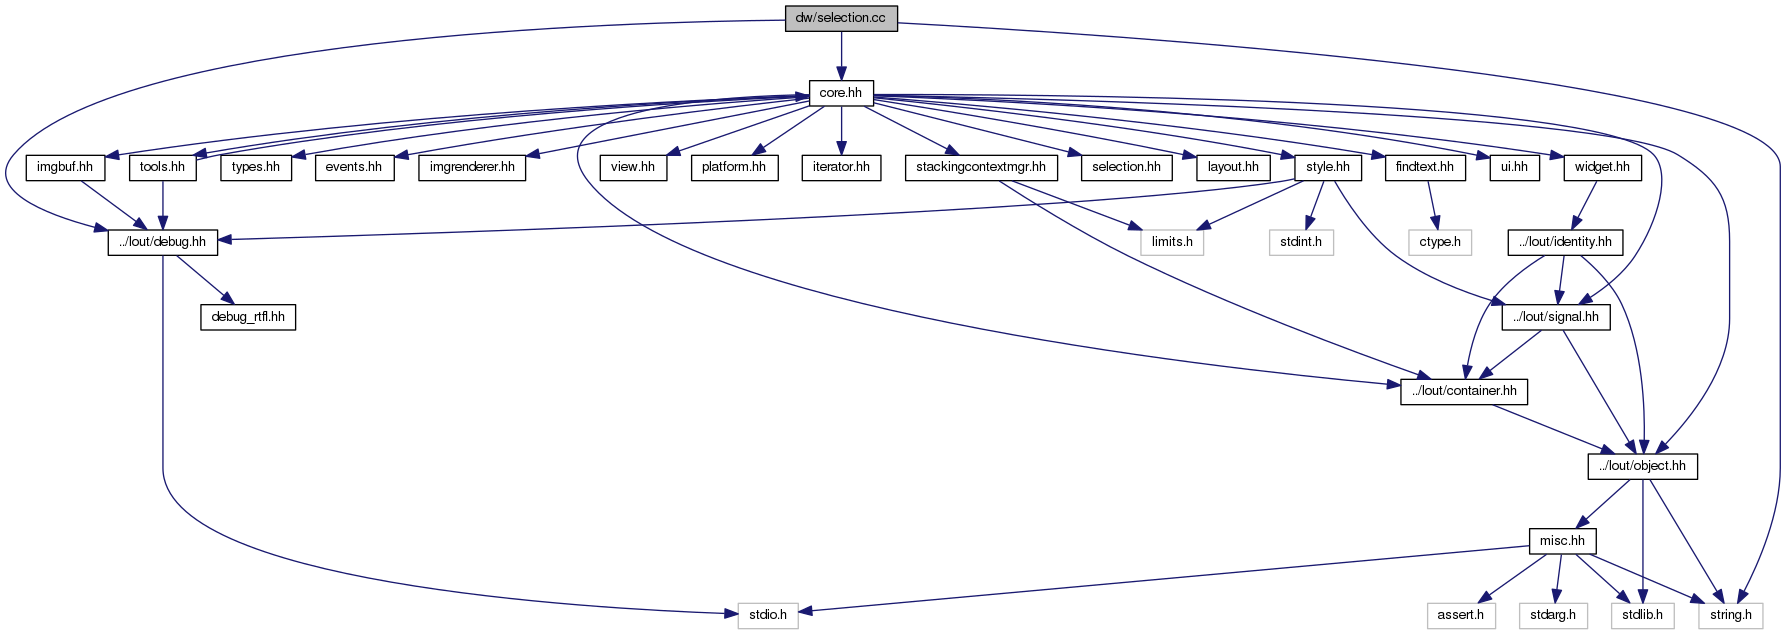 dw/selection.cc
core.hh
imgbuf.hh
tools.hh
types.hh
events.hh
imgrenderer.hh
view.hh
platform.hh
iterator.hh
stackingcontextmgr.hh
selection.hh
layout.hh
style.hh
findtext.hh
ui.hh
widget.hh
../lout/debug.hh
limits.h
stdint.h
ctype.h
../lout/identity.hh
debug_rtfl.hh
../lout/signal.hh
../lout/container.hh
../lout/object.hh
misc.hh
stdio.h
assert.h
stdarg.h
stdlib.h
string.h